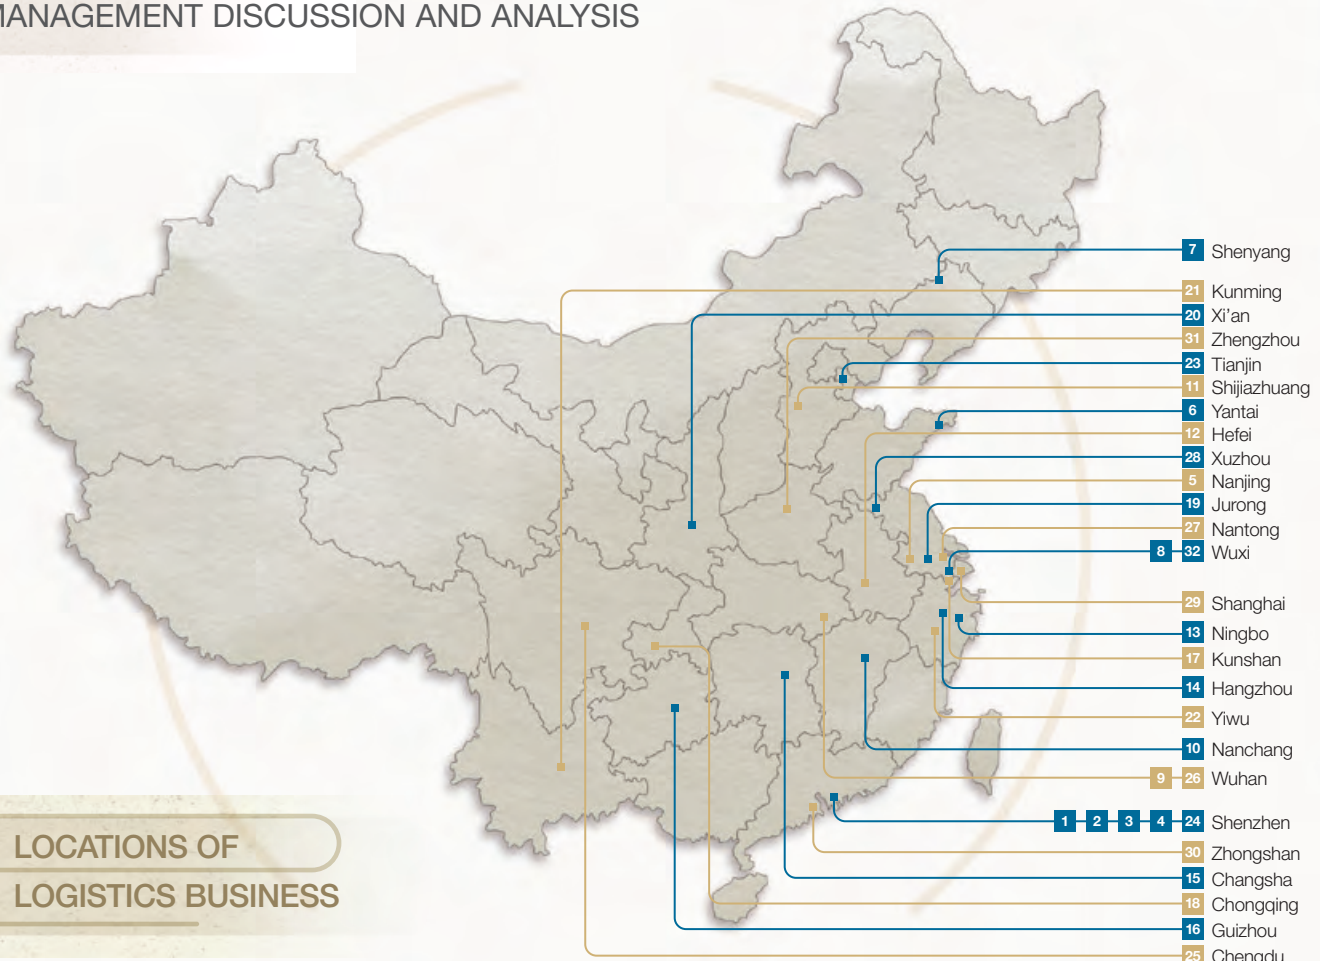 MANAGEMENT DISCUSSION AND ANALYSIS
7 Shenyang
21 Kunming
20 Xi’an
31 Zhengzhou
23 Tianjin
11 Shijiazhuang
6 Yantai
12 Hefei
28 Xuzhou
5 Nanjing
19 Jurong
27 Nantong
8 32 Wuxi
29 Shanghai
13 Ningbo
17 Kunshan
14 Hangzhou
22 Yiwu
10 Nanchang
9 26 Wuhan
1 2 3 4 24 Shenzhen
30 Zhongshan
15 Changsha
18 Chongqing
16 Guizhou
25 Chengdu
LOCATIONS OF
LOGISTICS BUSINESS